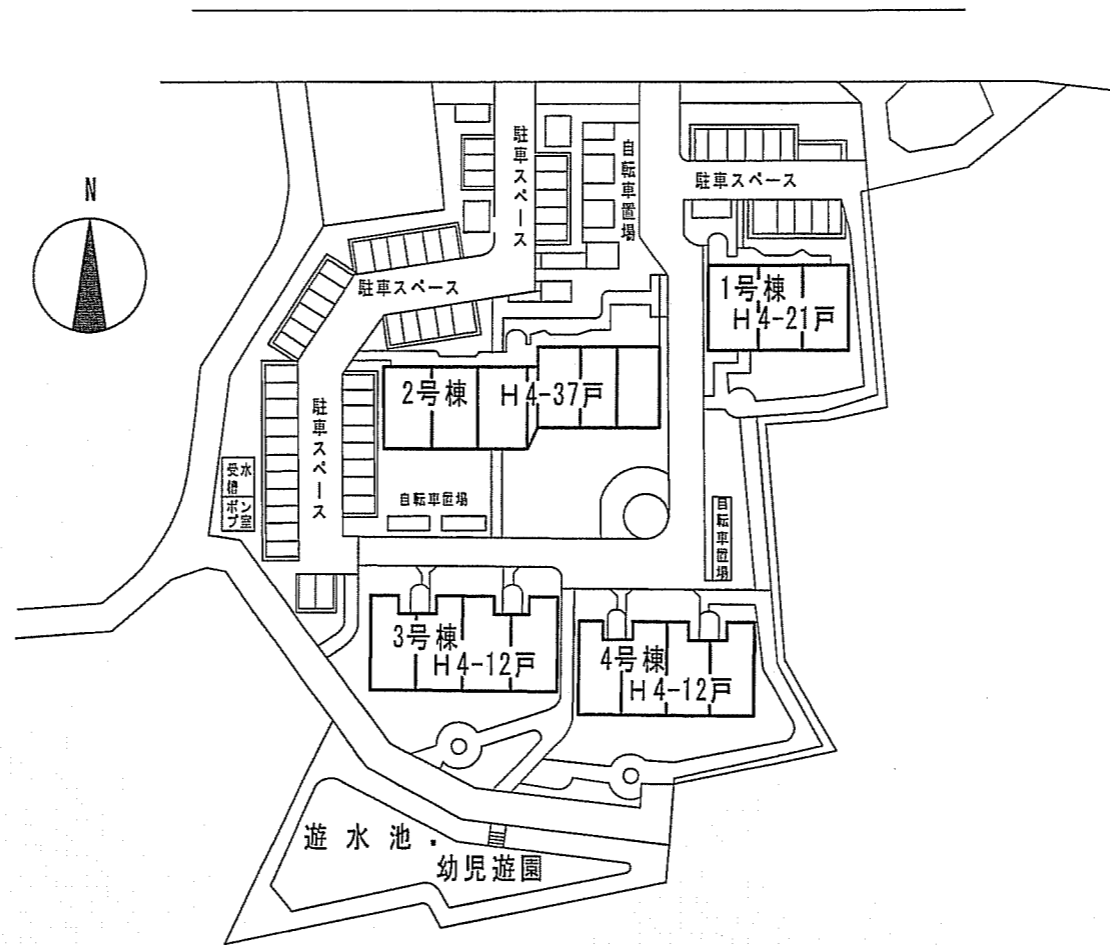 N
駐車スペース
自転車置場
駐車スペース
駐車スペース
1号棟
H 4-21戸
2号棟 H 4-37戸
駐車スペース
受水槽
ポンプ室
自転車置場
自転車置場
3号棟
H 4-12戸
4号棟
H 4-12戸
遊水池・
幼児遊園